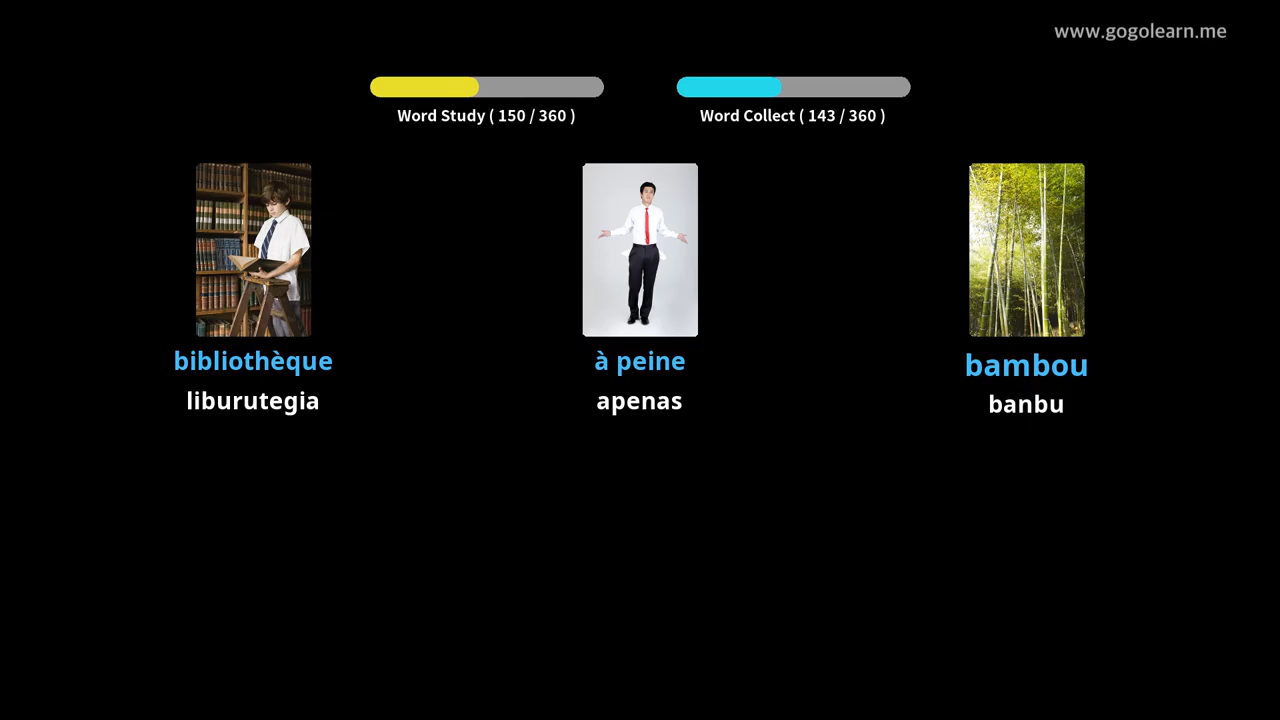 www.gogolearn.me
Word Study ( 150 / 360 )
Word Collect ( 143 / 360 )
bibliothèque
liburutegia
à peine
apenas
bambou
banbu